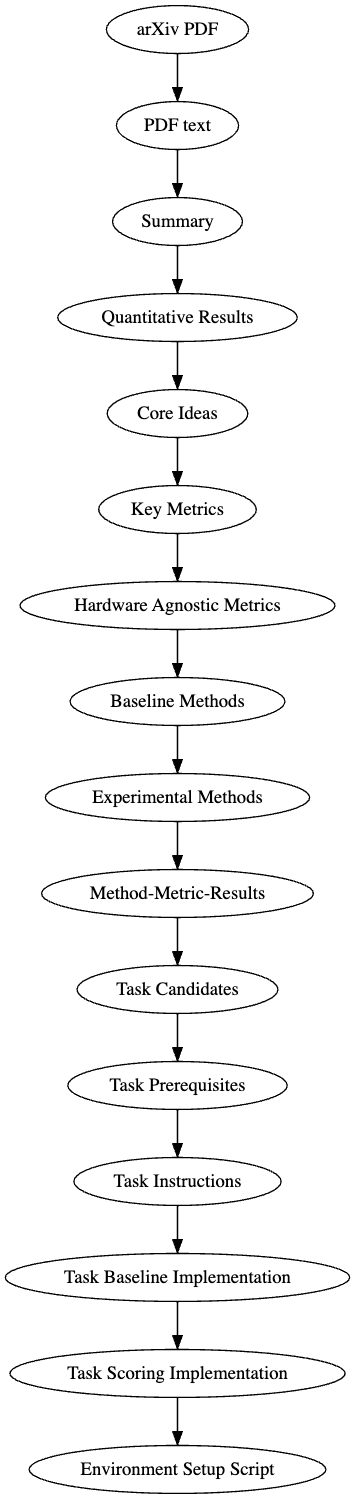 arXiv PDF
PDF text
Summary
Quantitative Results
Core Ideas
Key Metrics
Hardware Agnostic Metrics
Baseline Methods
Experimental Methods
Method-Metric-Results
Task Candidates
Task Prerequisites
Task Instructions
Task Baseline Implementation
Task Scoring Implementation
Environment Setup Script